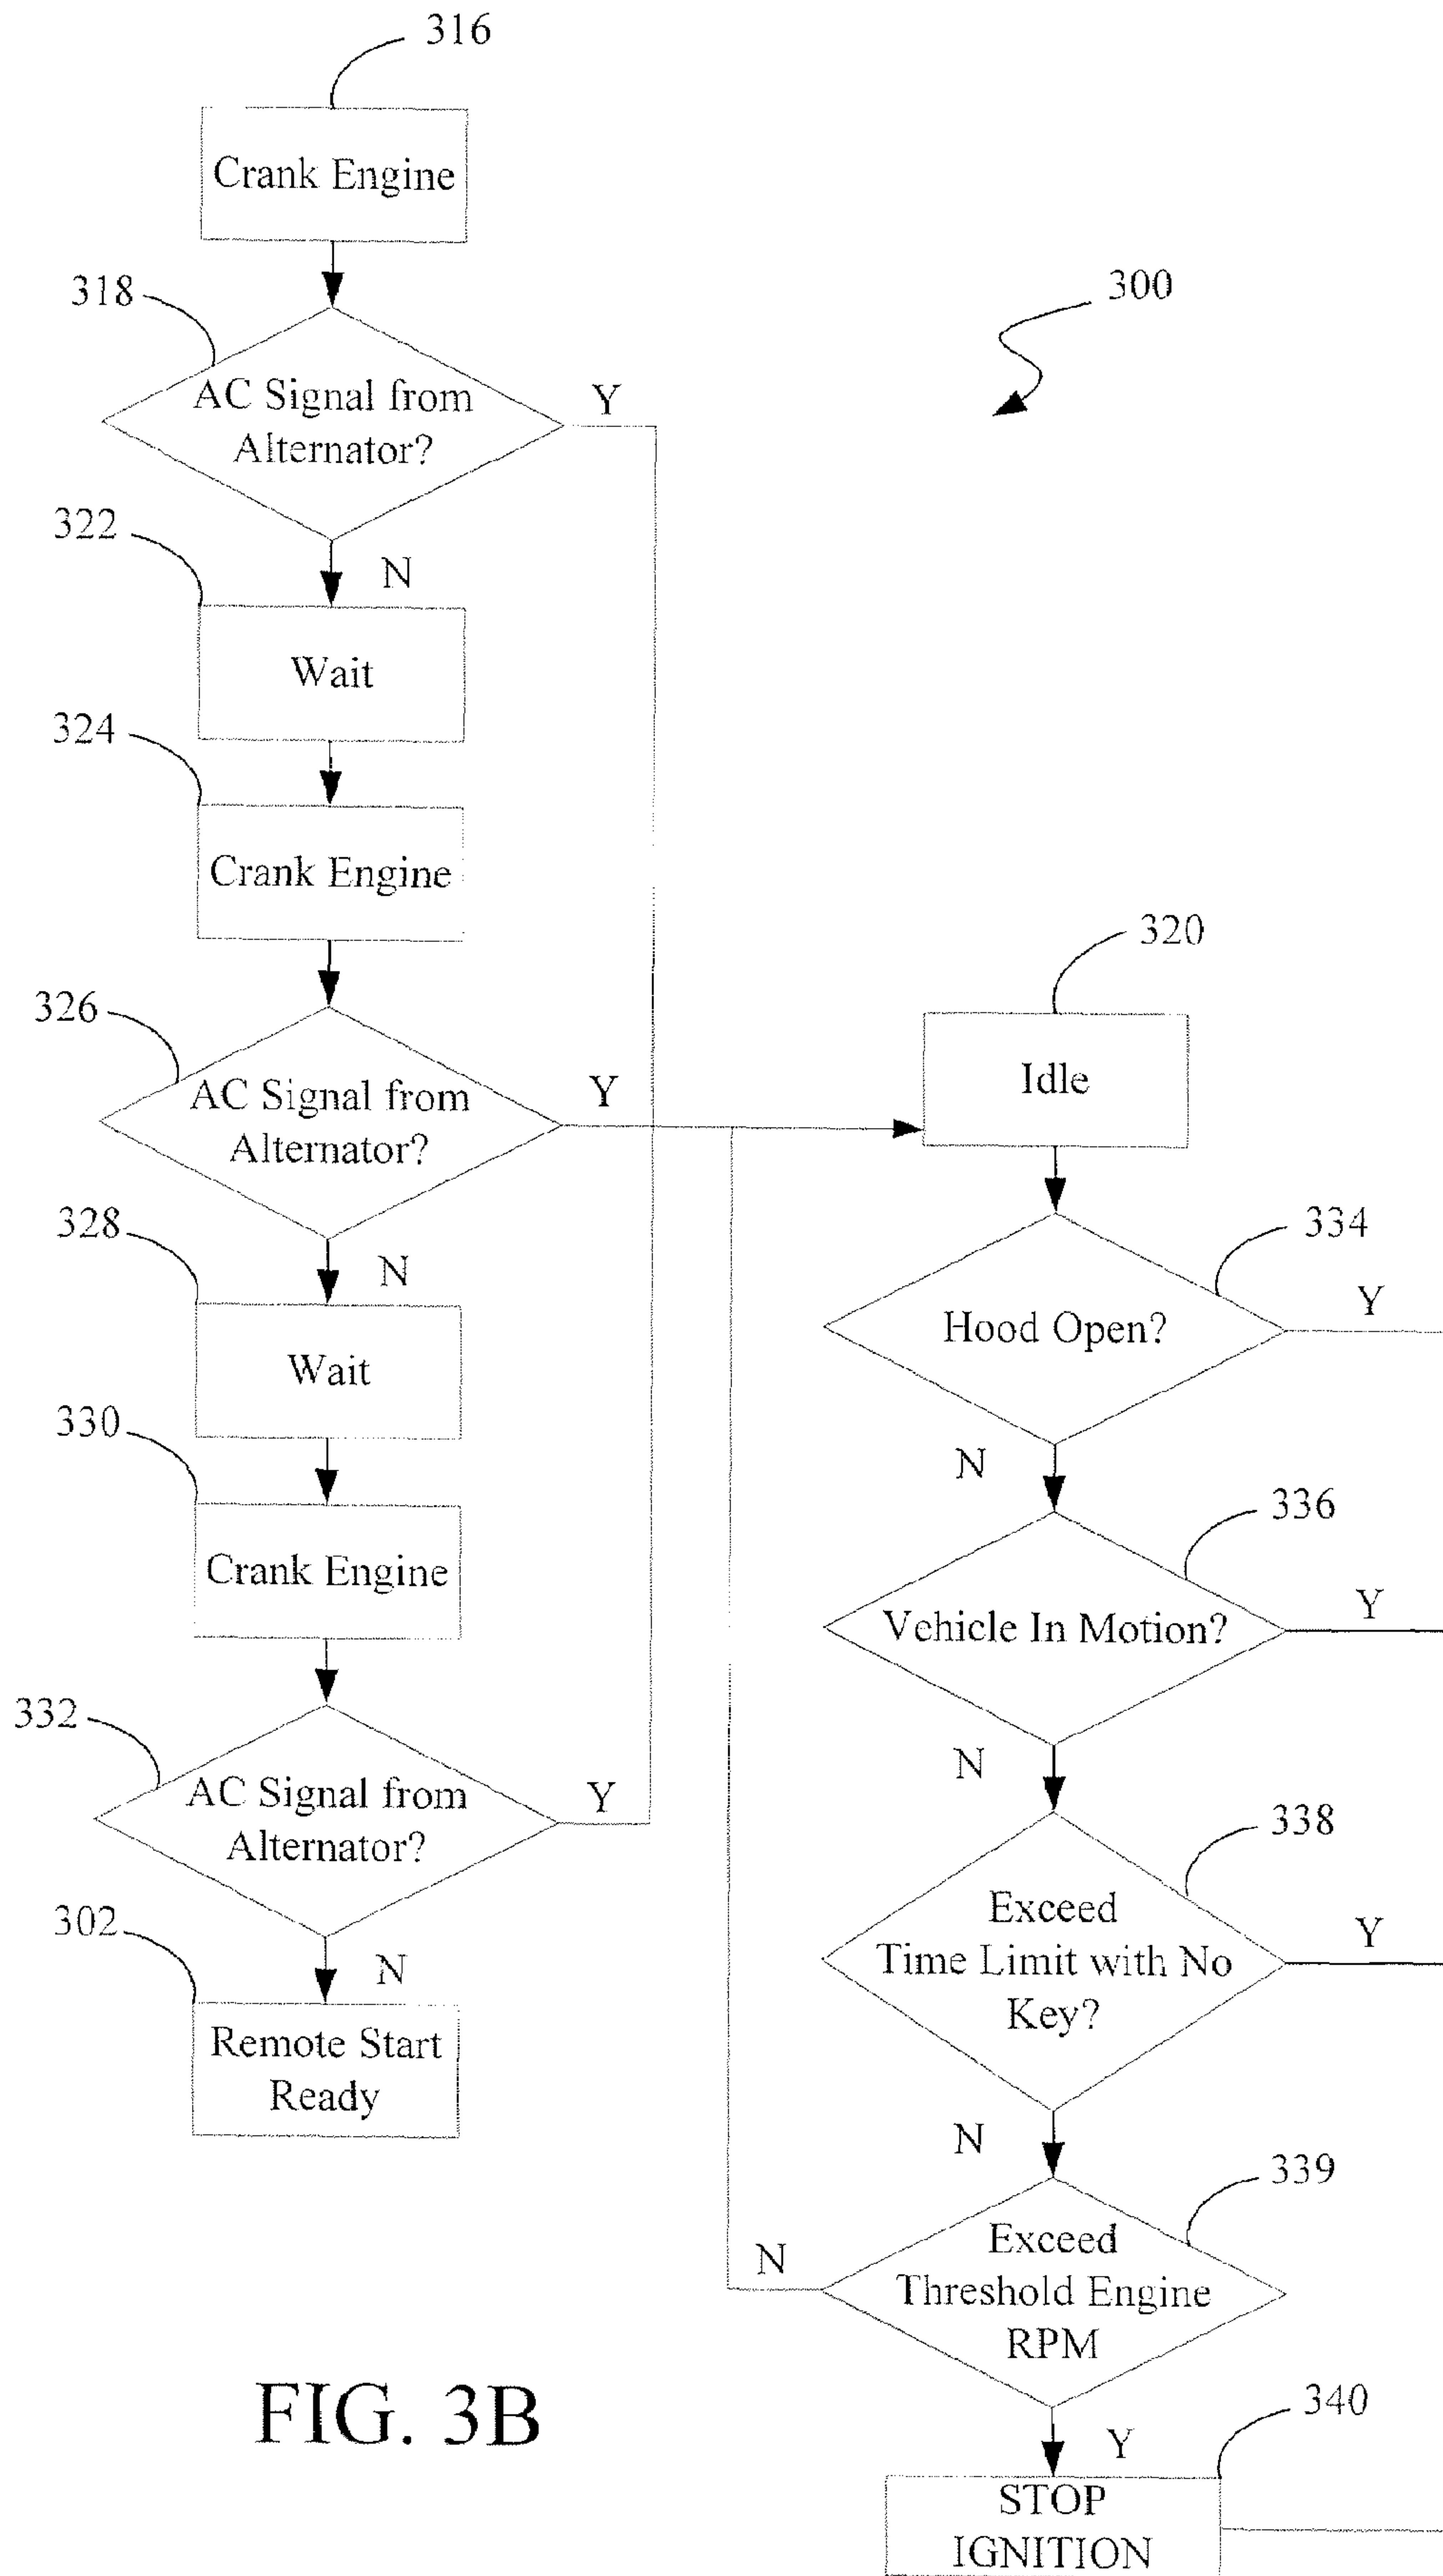 316
Crank Engine
318
300
AC Signal from
Alternator?
Y
322
N
Wait
324
Crank Engine
320
326
Idle
AC Signal from
Alternator?
Y
334
328
N
Hood Open?
Y
Wait
330
N
336
Crank Engine
Vehicle In Motion?
Y
332
N
AC Signal from
Alternator?
Y
338
Exceed
Time Limit with No
Key?
Y
302
N
Remote Start
Ready
N
339
Exceed
Threshold Engine
RPM
N
FIG. 3B
340
Y
STOP
IGNITION